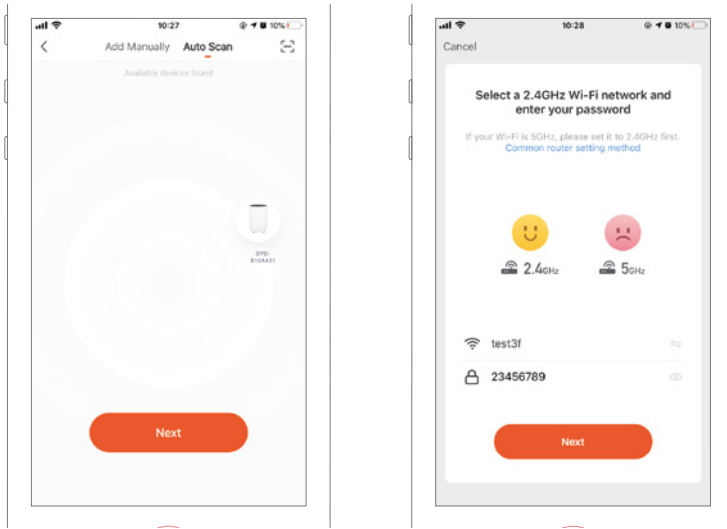 10:27
10%
Add Manually Auto Scan
Available devices found
DYD-
Next
10:28
10%
Cancel
Select a 2.4GHz Wi-Fi network and
enter your password
If your Wi-Fi is 5GHz, please set it to 2.4GHz first.
Common router setting method
2.4GHz
5GHz
test3f
23456789
Next